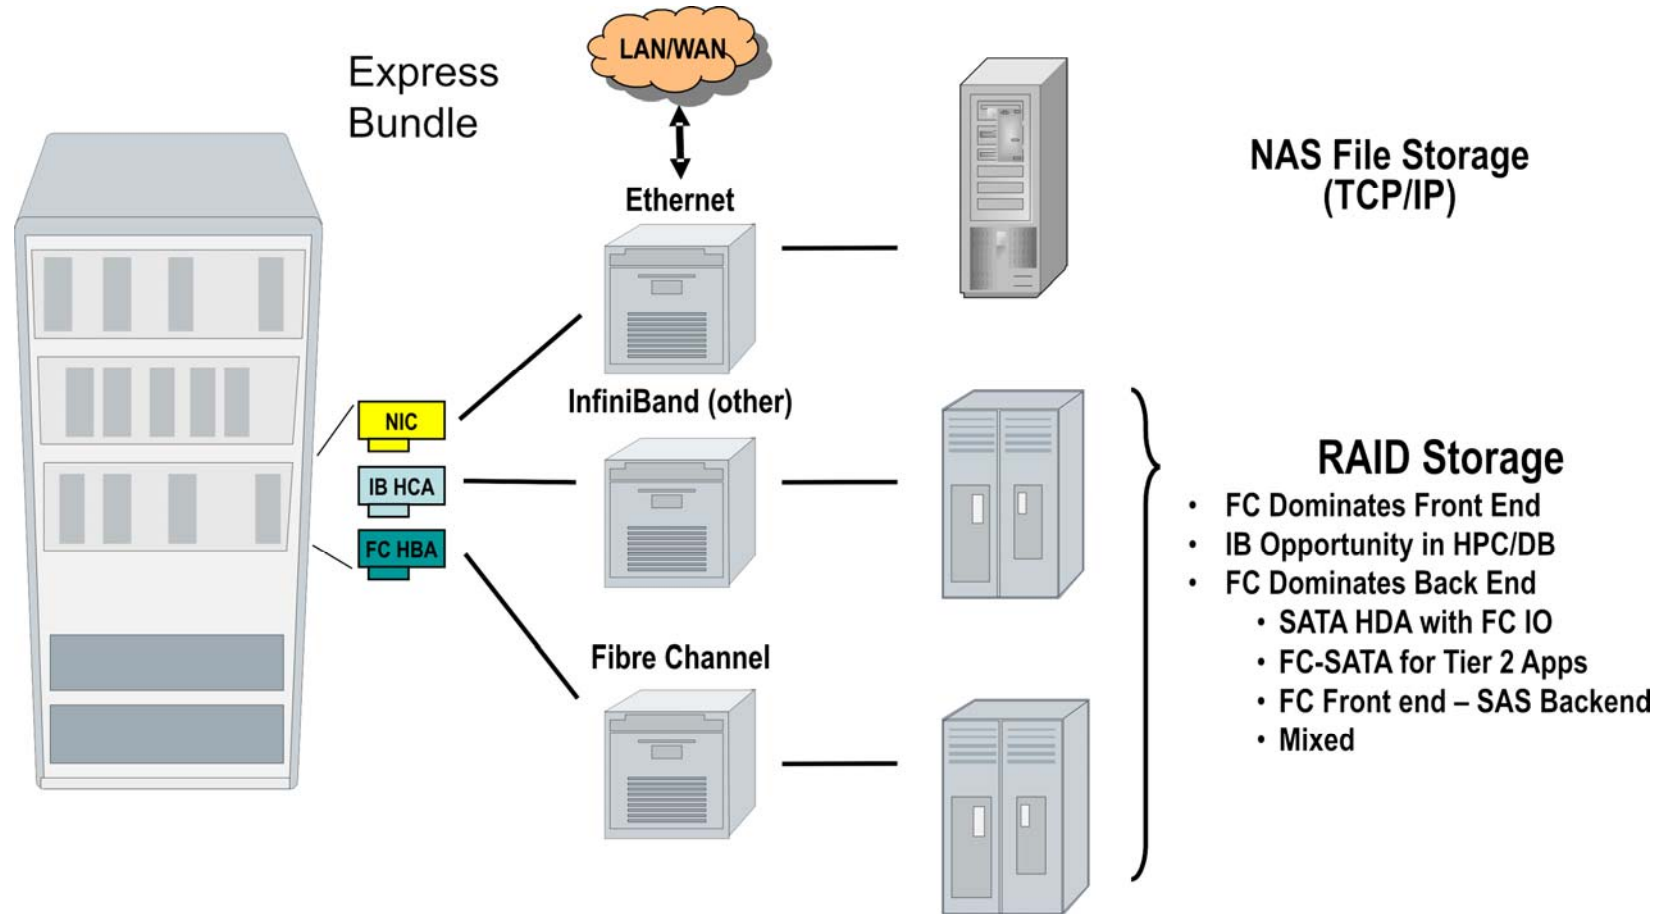 Express
Bundle
LAN/WAN
Ethernet
NAS File Storage
(TCP/IP)
InfiniBand (other)
NIC
IB HCA
FC HBA
Fibre Channel
RAID Storage
• FC Dominates Front End
• IB Opportunity in HPC/DB
• FC Dominates Back End
• SATA HDA with FC IO
• FC-SATA for Tier 2 Apps
• FC Front end – SAS Backend
• Mixed